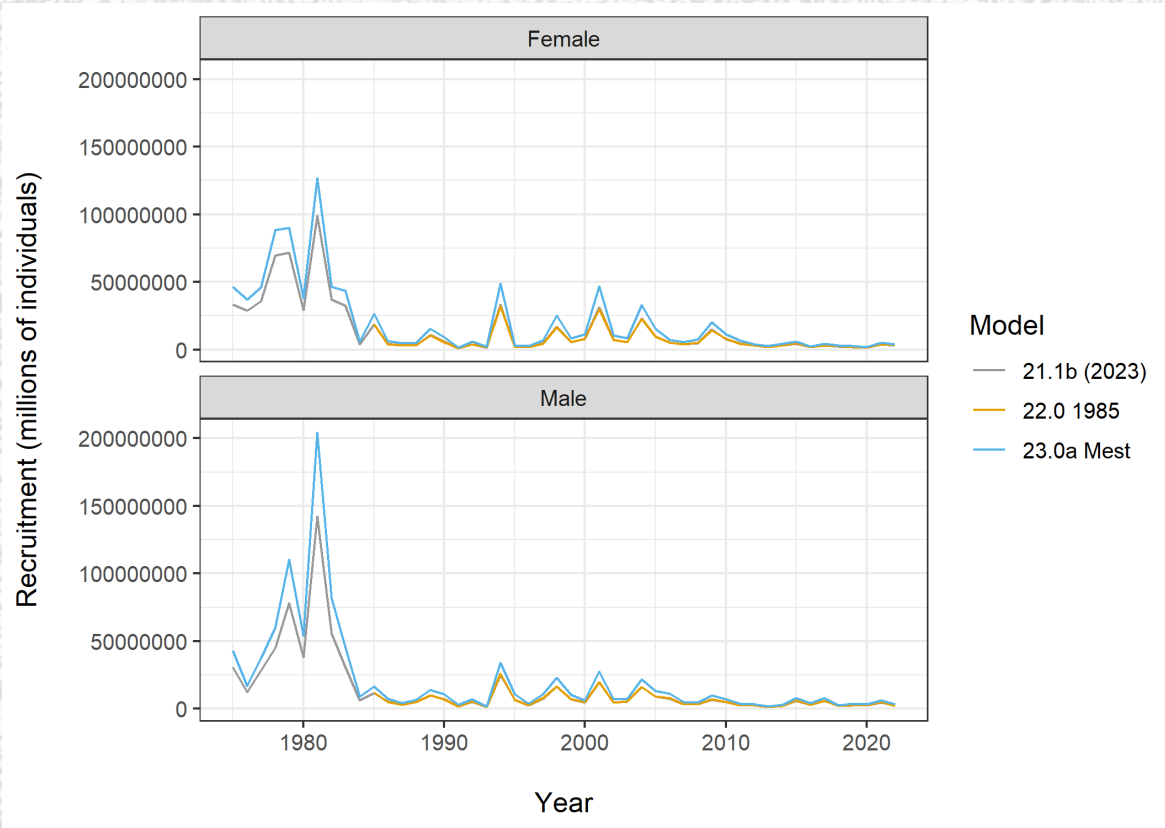 Female
200000000
150000000
100000000
50000000
0
Male
200000000
150000000
100000000
50000000
0
1980 1990 2000 2010 2020
Year
Recruitment (millions of individuals)
Model
21.1b (2023)
22.0 1985
23.0a Mest